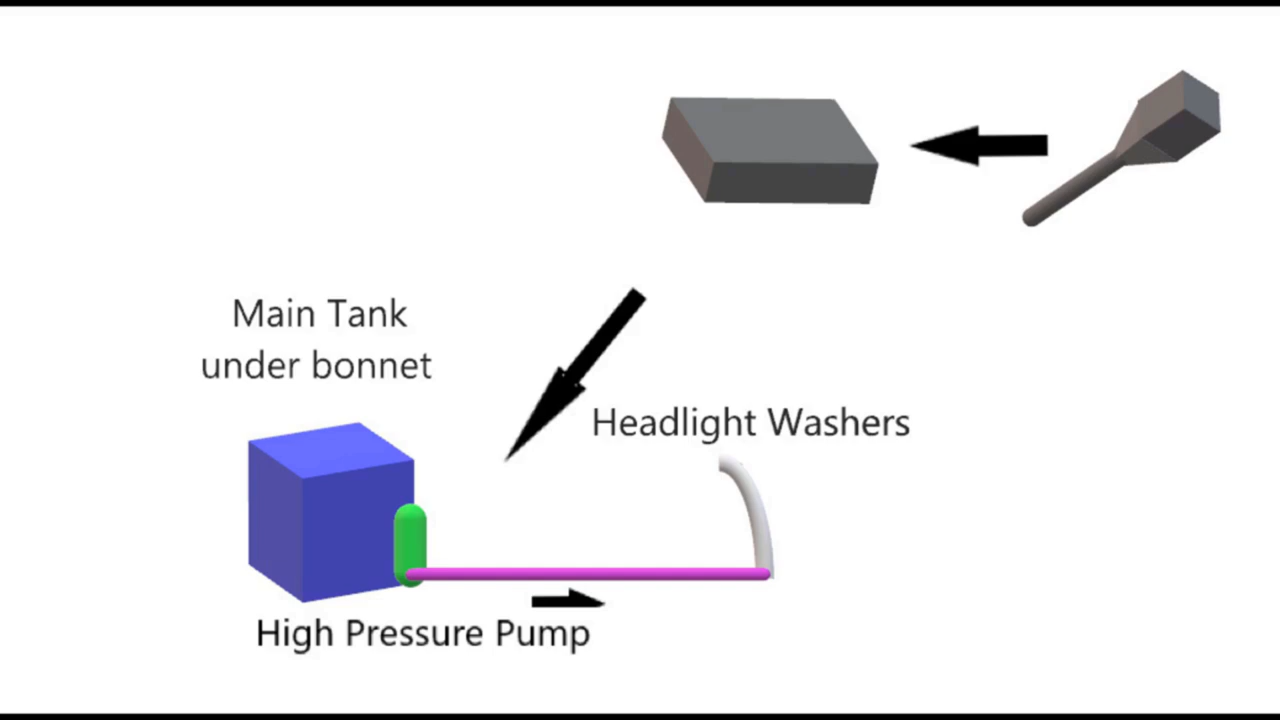 Main Tank
under bonnet
Headlight Washers
High Pressure Pump